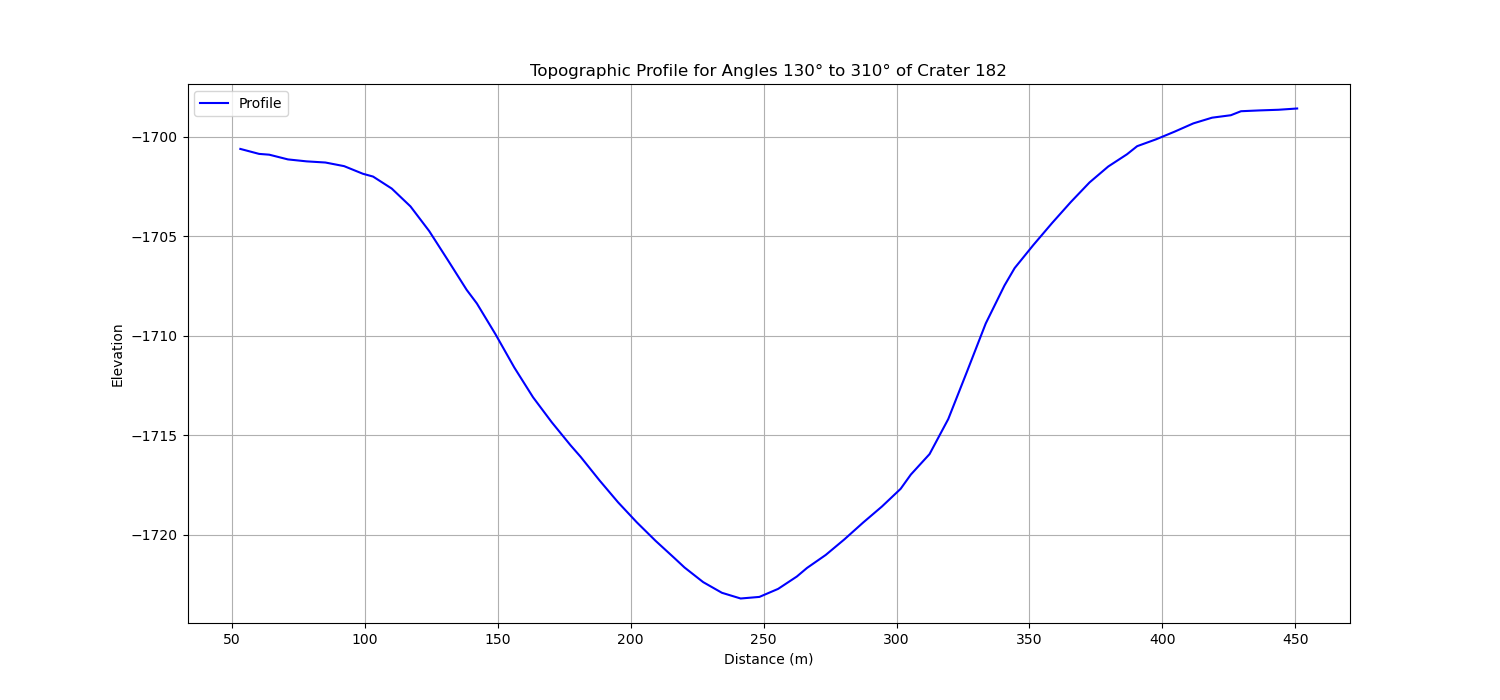 Topographic Profile for Angles 130° to 310° of Crater 182
Profile
−1700
−1705
−1710
−1715
−1720
Elevation
50 100 150 200 250 300 350 400 450
Distance (m)